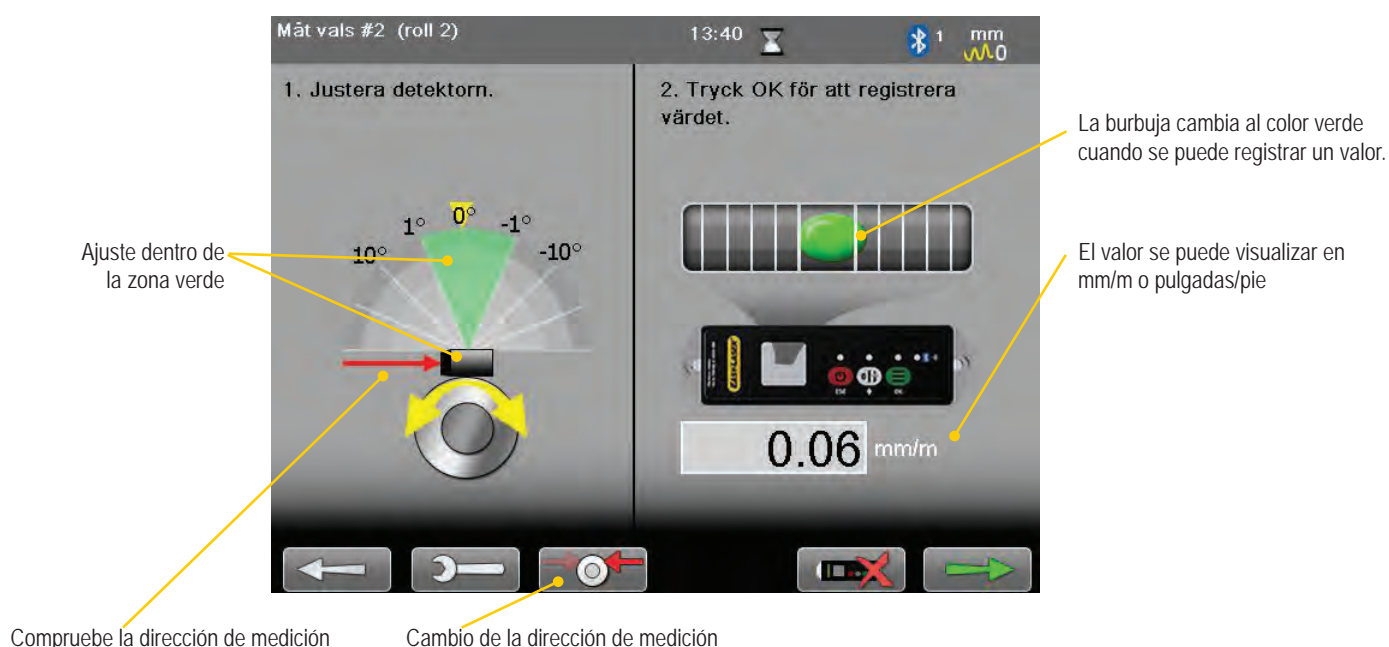 Mät vals #2 (roll 2)
13:40
1
mm
0
1. Justera detektorn.
2. Tryck OK för att registrera
värdet.
La burbuja cambia al color verde
cuando se puede registrar un valor.
10°
1°
0°
-1°
-10°
Ajuste dentro de
la zona verde
El valor se puede visualizar en
mm/m o pulgadas/pie
0.06 mm/m
Compruebe la dirección de medición
Cambio de la dirección de medición